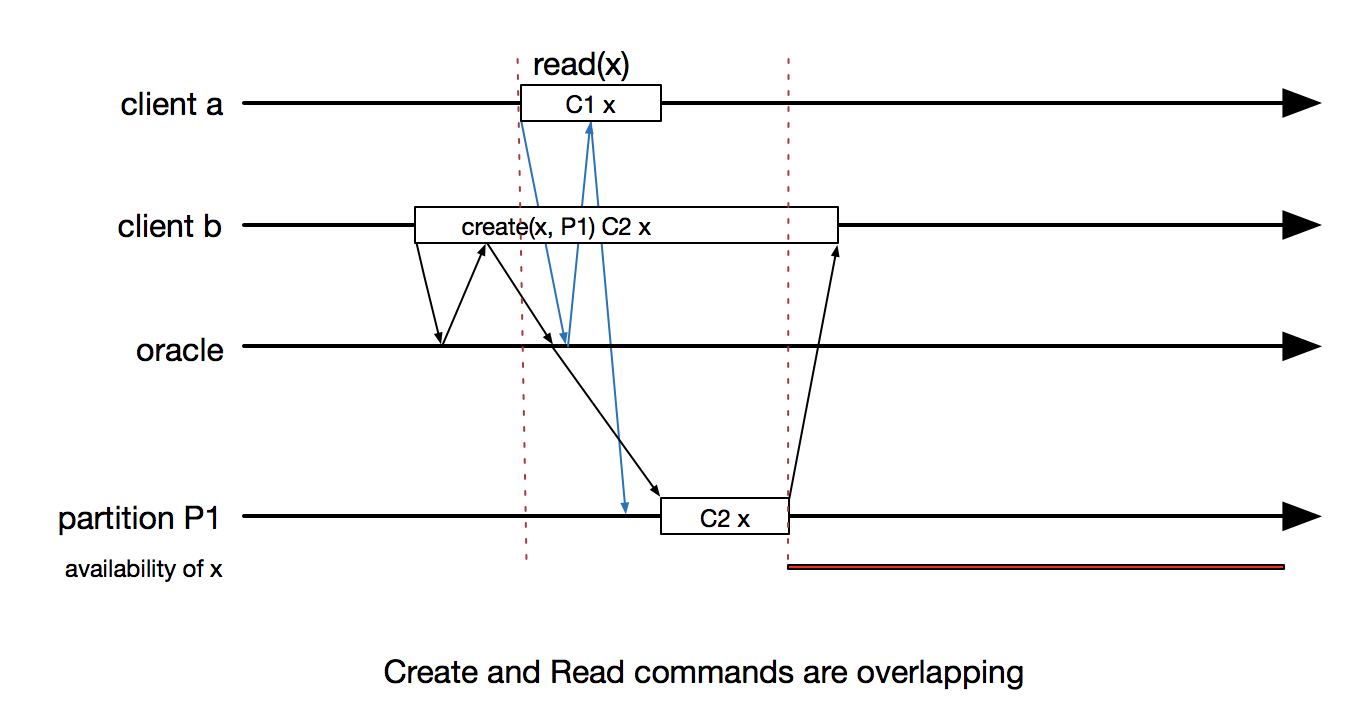 read(x)
client a
C1 x
client b
create(x, P1) C2 x
oracle
partition P1
C2 x
availability of x
Create and Read commands are overlapping